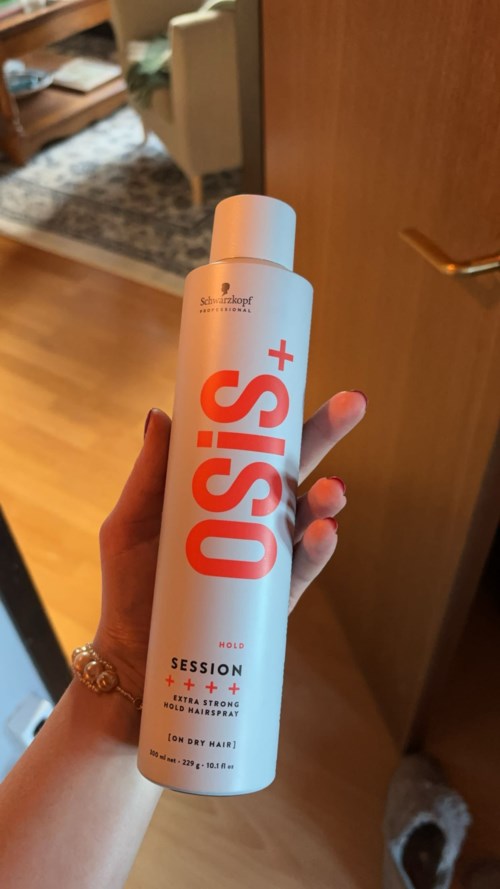 Schwarzkopf
PROFESSIONAL
OSiS+
HOLD
SESSION
++++
EXTRA STRONG
HOLD HAIRSPRAY
[ON DRY HAIR]
300 ml net - 229 g - 10.1 fl oz